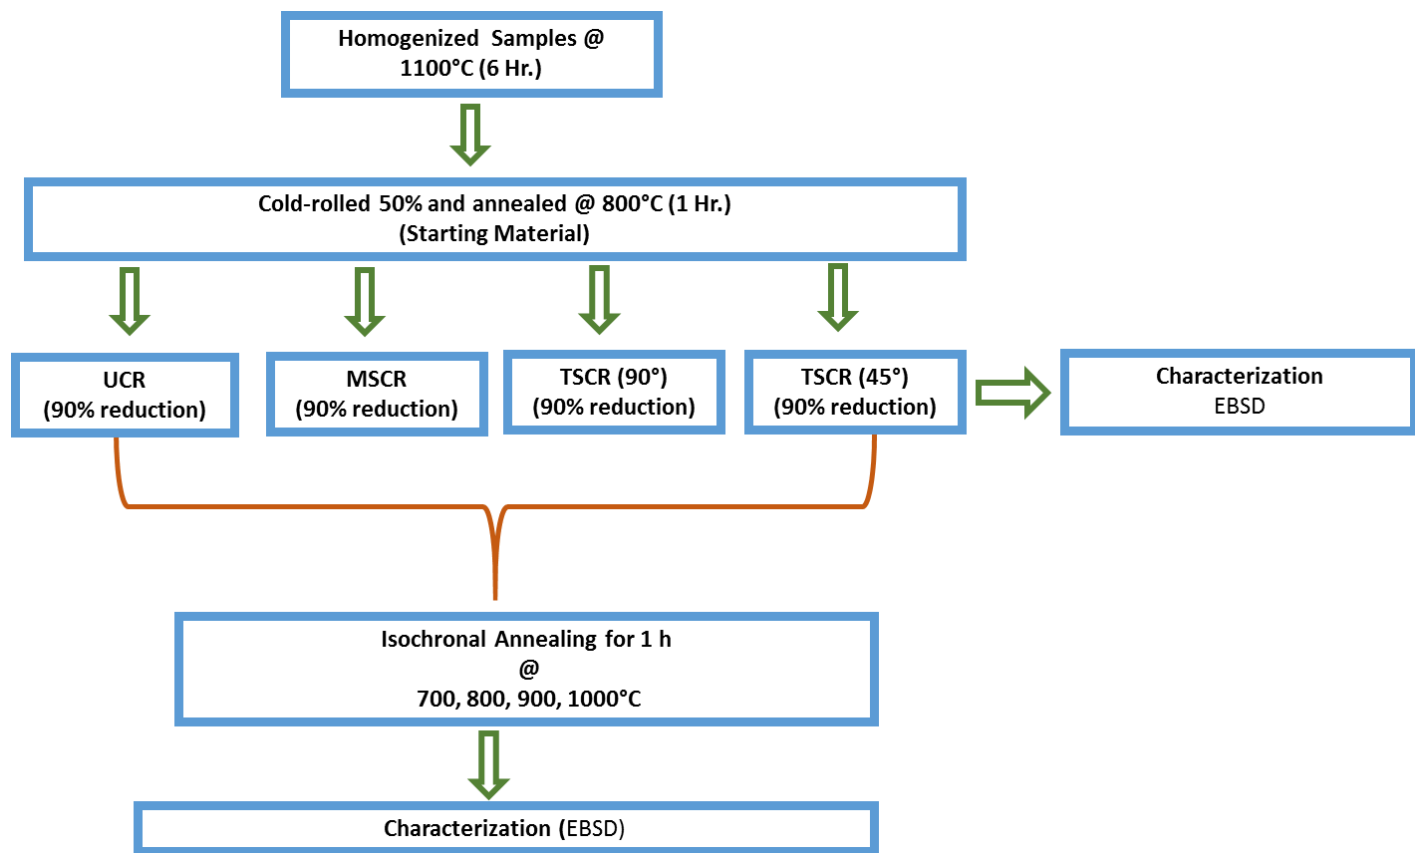 Homogenized Samples @
1100°C (6 Hr.)
Cold-rolled 50% and annealed @ 800°C (1 Hr.)
(Starting Material)
UCR
(90% reduction)
MSCR
(90% reduction)
TSCR (90°)
(90% reduction)
TSCR (45°)
(90% reduction)
Characterization
EBSD
Isochronal Annealing for 1 h
@
700, 800, 900, 1000°C
Characterization (EBSD)